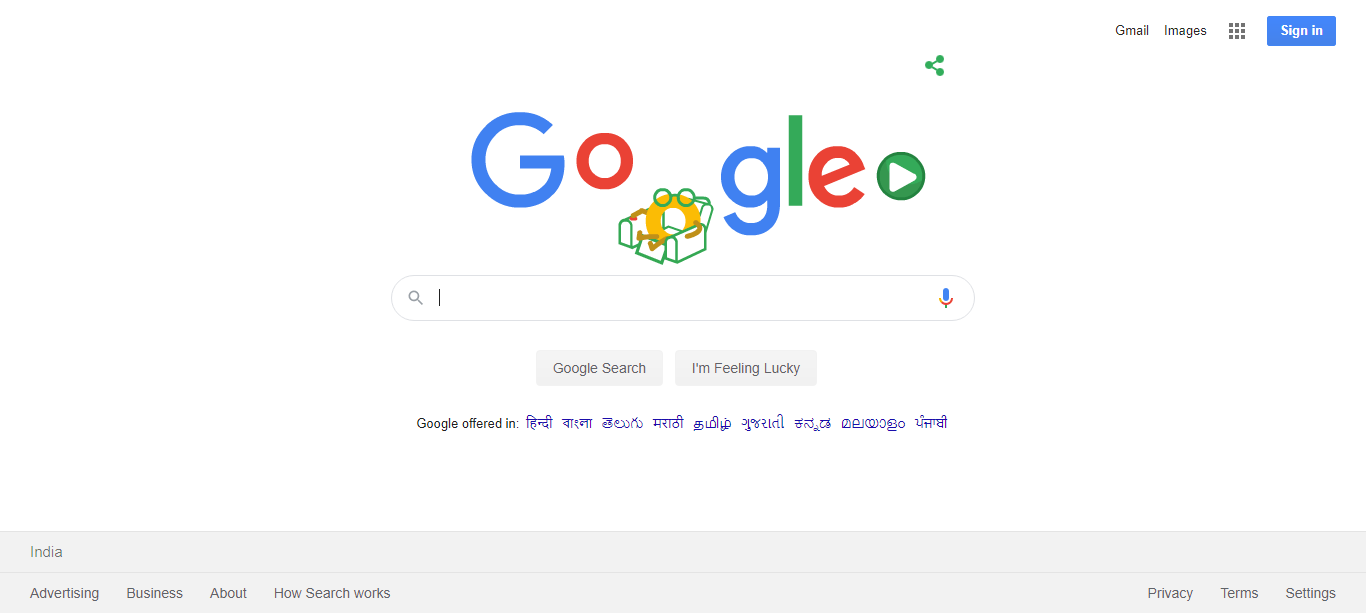 Gmail Images Sign in
Google
Google Search I'm Feeling Lucky
Google offered in: हिन्दी বাংলা తెలుగు मराठी தமிழ் ગુજરાતી ಕನ್ನಡ മലയാളം ਪੰਜਾਬੀ
India
Advertising Business About How Search works Privacy Terms Settings